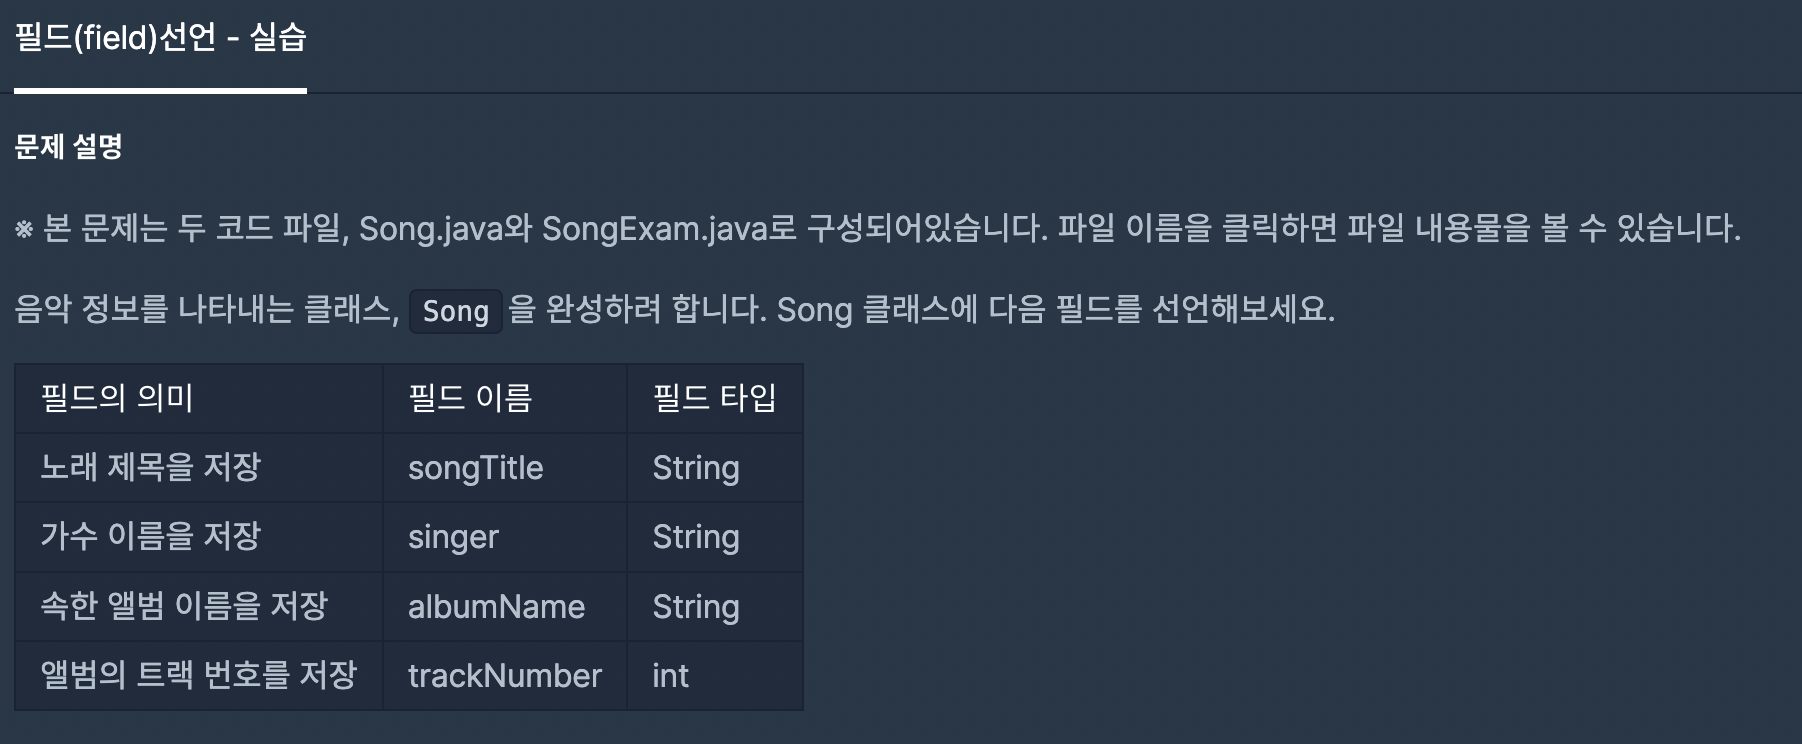 필드(field)선언 - 실습
문제 설명
※ 본 문제는 두 코드 파일, Song.java와 SongExam.java로 구성되어있습니다. 파일 이름을 클릭하면 파일 내용물을 볼 수 있습니다.
음악 정보를 나타내는 클래스, Song 을 완성하려 합니다. Song 클래스에 다음 필드를 선언해보세요.
필드의 의미 필드 이름 필드 타입
노래 제목을 저장 songTitle String
가수 이름을 저장 singer String
속한 앨범 이름을 저장 albumName String
앨범의 트랙 번호를 저장 trackNumber int